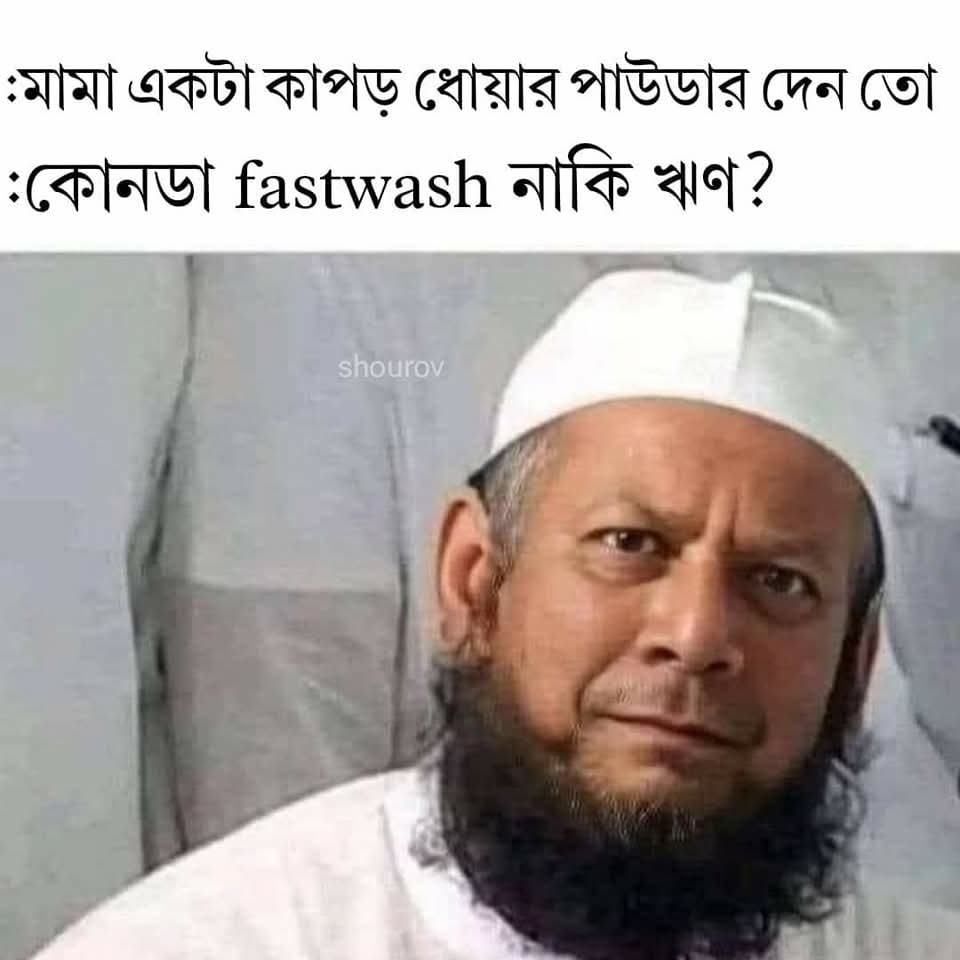 :মামা একটা কাপড় ধোয়ার পাউডার দেন তো
:কোনডা fastwash নাকি ঋণ?
shourov